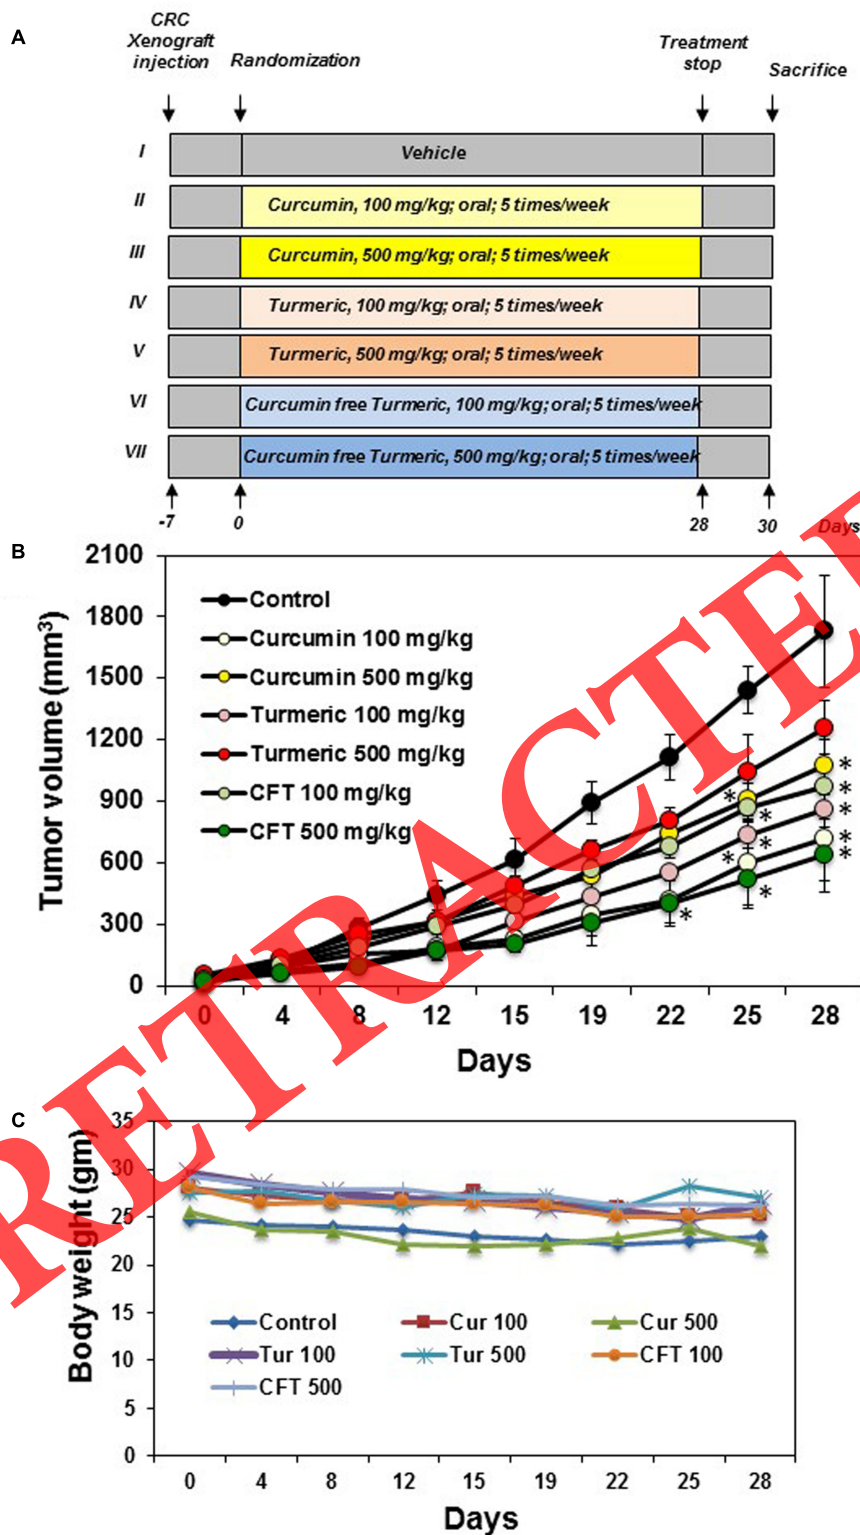 A
CRC
Xenograft
injection
Randomization
Treatment
stop
Sacrifice
I
Vehicle
II
Curcumin, 100 mg/kg; oral; 5 times/week
III
Curcumin, 500 mg/kg; oral; 5 times/week
IV
Turmeric, 100 mg/kg; oral; 5 times/week
V
Turmeric, 500 mg/kg; oral; 5 times/week
VI
Curcumin free Turmeric, 100 mg/kg; oral; 5 times/week
VII
Curcumin free Turmeric, 500 mg/kg; oral; 5 times/week
-7
0
28
30
Days
B
Tumor volume (mm³)
2100
1800
1500
1200
900
600
300
0
Control
Curcumin 100 mg/kg
Curcumin 500 mg/kg
Turmeric 100 mg/kg
Turmeric 500 mg/kg
CFT 100 mg/kg
CFT 500 mg/kg
*
*
*
*
*
*
*
*
*
*
*
0 4 8 12 15 19 22 25 28
Days
RETRACTE
C
Body weight (gm)
35
30
25
20
15
10
5
0
Control Cur 100 Cur 500
Tur 100 Tur 500 CFT 100
CFT 500
0 4 8 12 15 19 22 25 28
Days